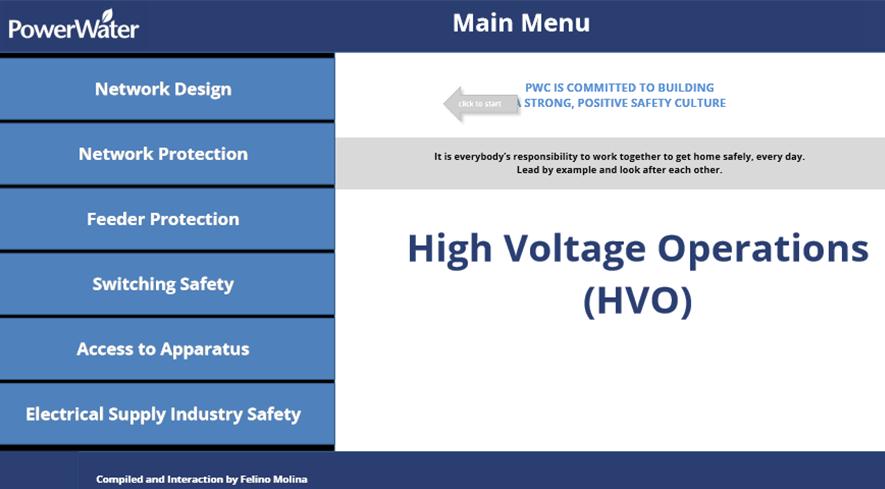 PowerWater
Main Menu
Network Design
Network Protection
Feeder Protection
Switching Safety
Access to Apparatus
Electrical Supply Industry Safety
click to start
PWC IS COMMITTED TO BUILDING
A STRONG, POSITIVE SAFETY CULTURE
It is everybody's responsibility to work together to get home safely, every day.
Lead by example and look after each other.
High Voltage Operations
(HVO)
Compiled and Interaction by Felino Molina